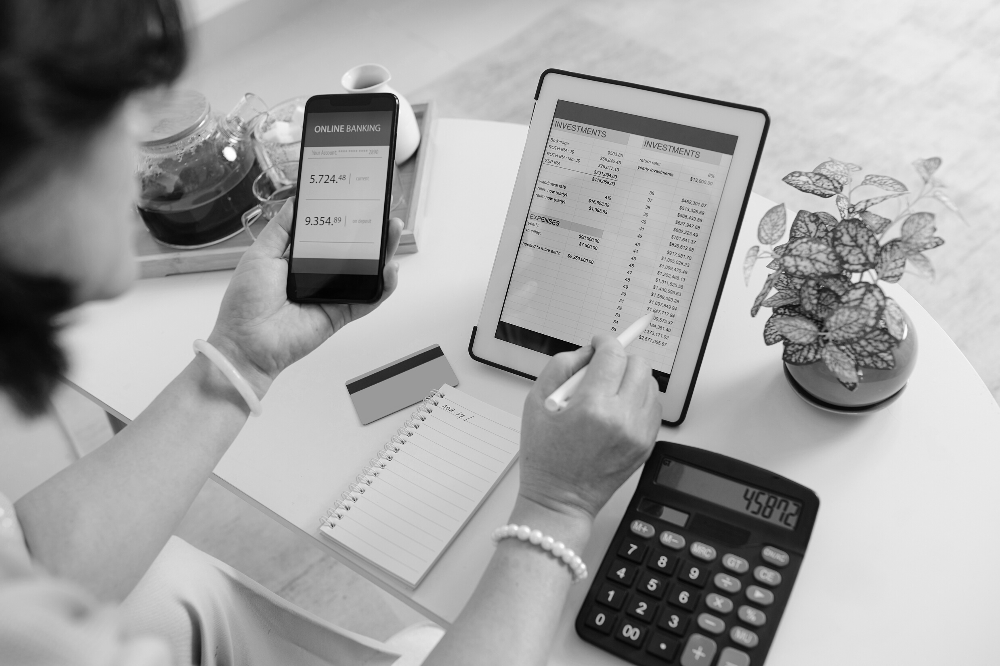 ONLINE BANKING
Your Account: **** **** **** 2890
5.724.48 | current
9.354.89 | on deposit
INVESTMENTS
Brokerage $503.85
ROTH IRA: J$ $56,842.45
ROTH IRA: Mrs J$ $26,617.10
SEP IRA $331,094.63
$415,058.03
withdrawal rate 4%
retire now (early) $16,602.32
retire now (early) $1,383.53
EXPENSES
yearly: $90,000.00
monthly: $7,500.00
needed to retire early: $2,250,000.00
INVESTMENTS
return rate: 8%
yearly investments $13,000.00
36 $462,301.67
37 $513,326.89
38 $568,433.89
39 $627,947.68
40 $692,223.49
41 $761,641.37
42 $836,612.68
43 $917,581.70
44 $1,005,028.23
45 $1,099,470.49
46 $1,202,468.13
47 $1,311,625.58
48 $1,430,595.63
49 $1,559,083.28
50 $1,697,849.94
51 $1,847,717.94
52 09,575.37
53 184,381.40
54 2,373,171.92
55 $2,577,065.67
104.37/
GT
45872
M+ M- MRC GT ON/AC
7 8 9 ÷ CE
4 5 6 X ▶
1 2 3 - %
0 00 . + MU